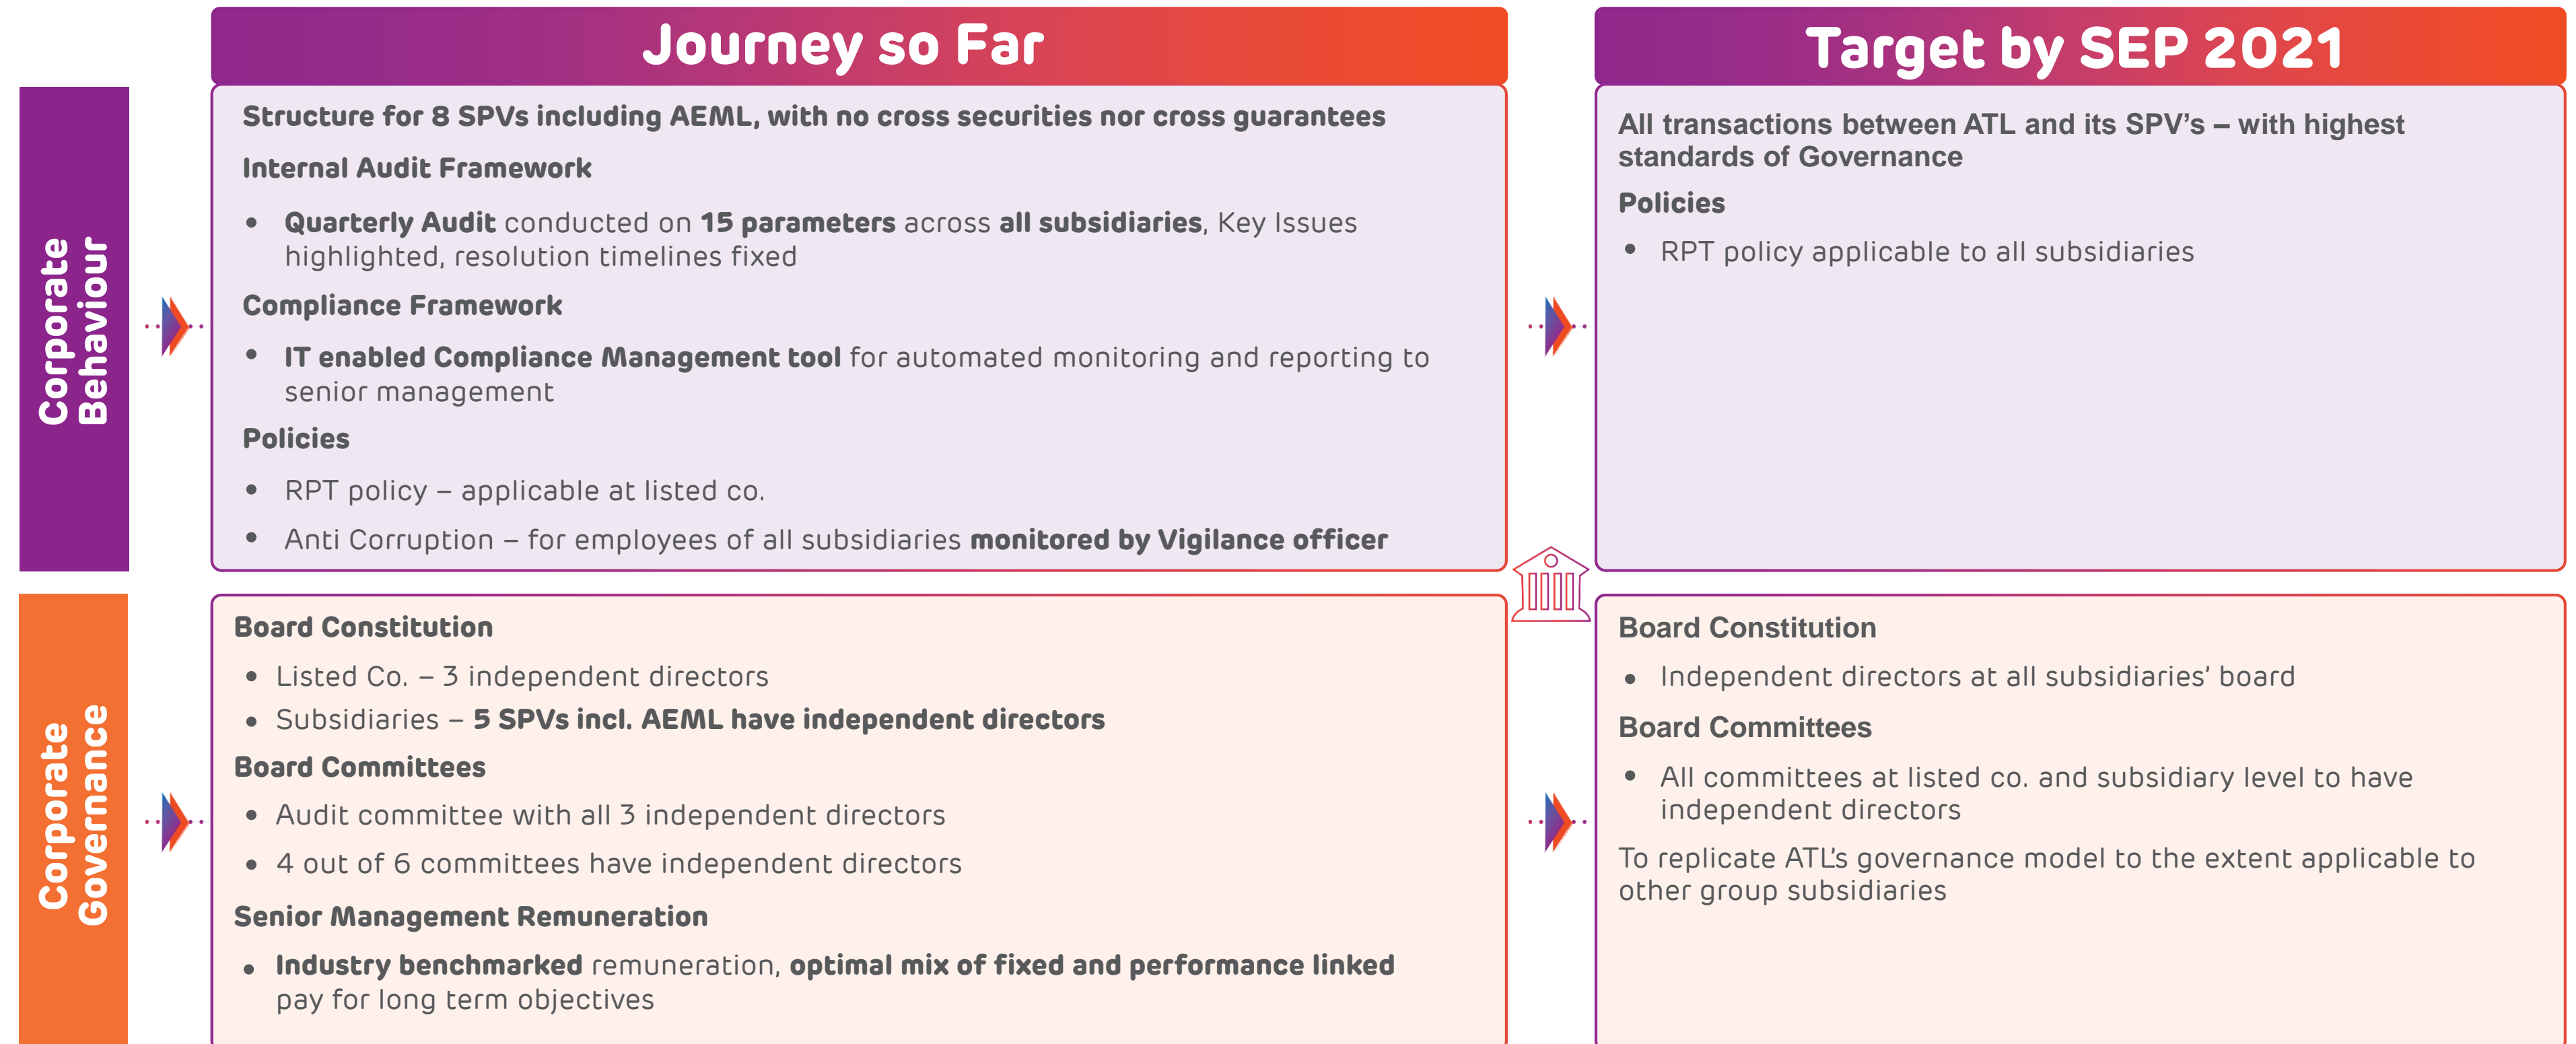 Journey so Far
Target by SEP 2021
Corporate
Behaviour
Structure for 8 SPVs including AEML, with no cross securities nor cross guarantees
Internal Audit Framework
• Quarterly Audit conducted on 15 parameters across all subsidiaries, Key Issues
highlighted, resolution timelines fixed
Compliance Framework
• IT enabled Compliance Management tool for automated monitoring and reporting to
senior management
Policies
• RPT policy – applicable at listed co.
• Anti Corruption – for employees of all subsidiaries monitored by Vigilance officer
All transactions between ATL and its SPV’s – with highest
standards of Governance
Policies
• RPT policy applicable to all subsidiaries
Corporate
Governance
Board Constitution
• Listed Co. – 3 independent directors
• Subsidiaries – 5 SPVs incl. AEML have independent directors
Board Committees
• Audit committee with all 3 independent directors
• 4 out of 6 committees have independent directors
Senior Management Remuneration
• Industry benchmarked remuneration, optimal mix of fixed and performance linked
pay for long term objectives
Board Constitution
• Independent directors at all subsidiaries’ board
Board Committees
• All committees at listed co. and subsidiary level to have
independent directors
To replicate ATL’s governance model to the extent applicable to
other group subsidiaries